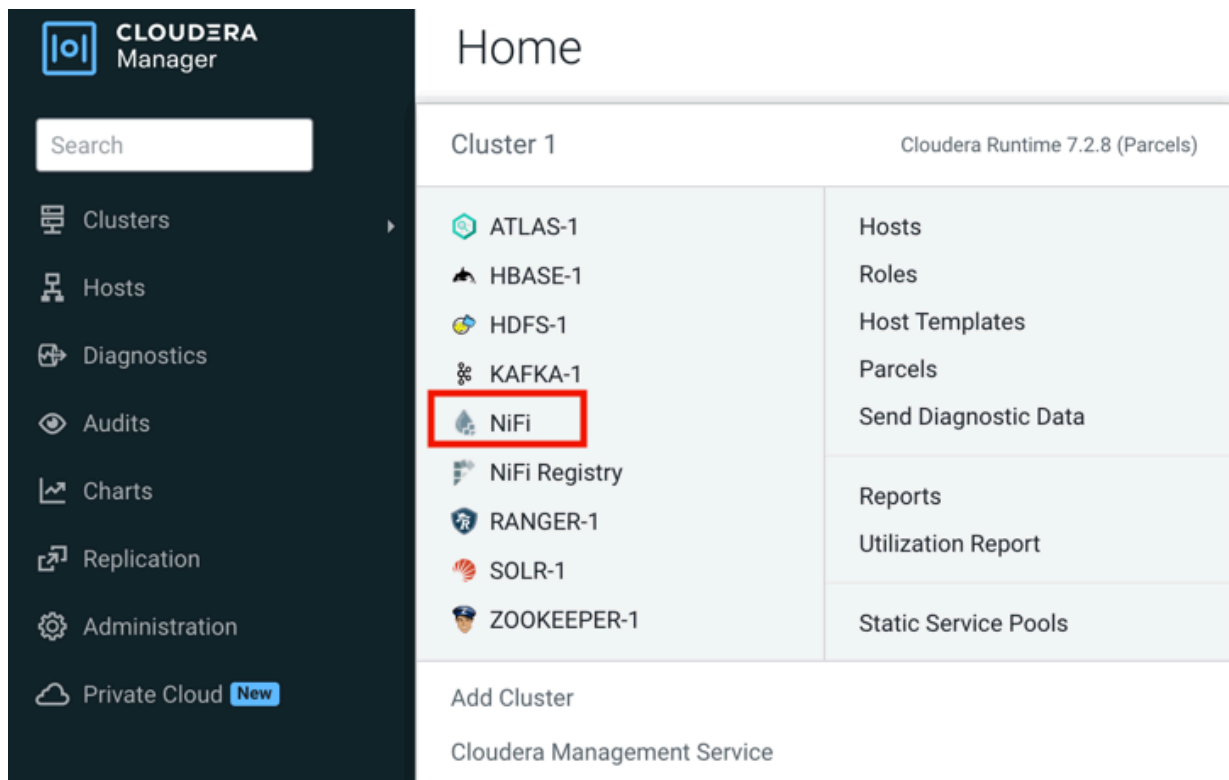 CLOUDERA
Manager
Search
Clusters
Hosts
Diagnostics
Audits
Charts
Replication
Administration
Private Cloud New
Home
Cluster 1
Cloudera Runtime 7.2.8 (Parcels)
ATLAS-1
HBASE-1
HDFS-1
KAFKA-1
NiFi
NiFi Registry
RANGER-1
SOLR-1
ZOOKEEPER-1
Hosts
Roles
Host Templates
Parcels
Send Diagnostic Data
Reports
Utilization Report
Static Service Pools
Add Cluster
Cloudera Management Service